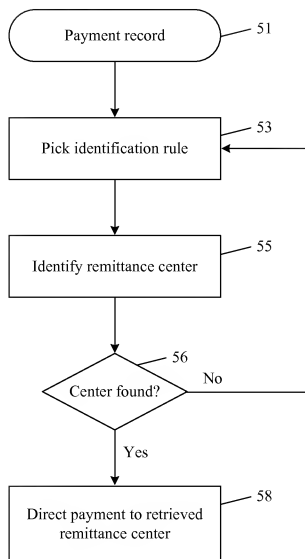 Payment record
51
Pick identification rule
53
Identify remittance center
55
Center found?
56
No
Yes
Direct payment to retrieved
remittance center
58